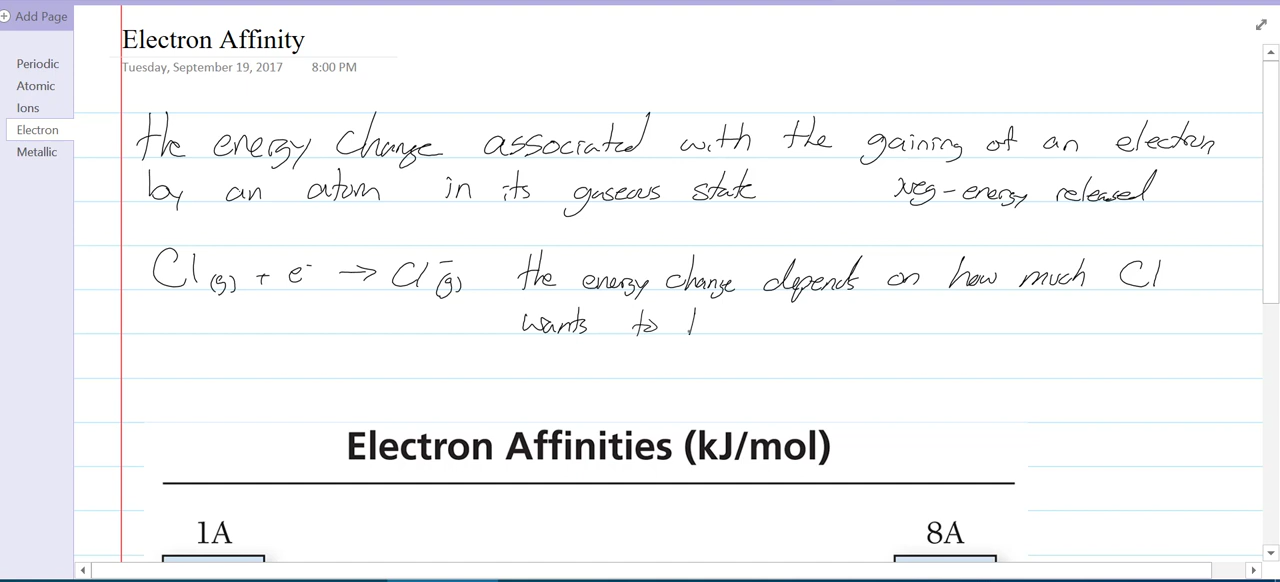 Add Page
Periodic
Atomic
Ions
Electron
Metallic
Electron Affinity
Tuesday, September 19, 2017 8:00 PM
the energy change associated with the gaining of an electron
by an atom in its gaseous state neg - energy released
Cl(g) + e⁻ → Cl⁻(g) the energy change depends on how much Cl
wants to
Electron Affinities (kJ/mol)
1A 8A